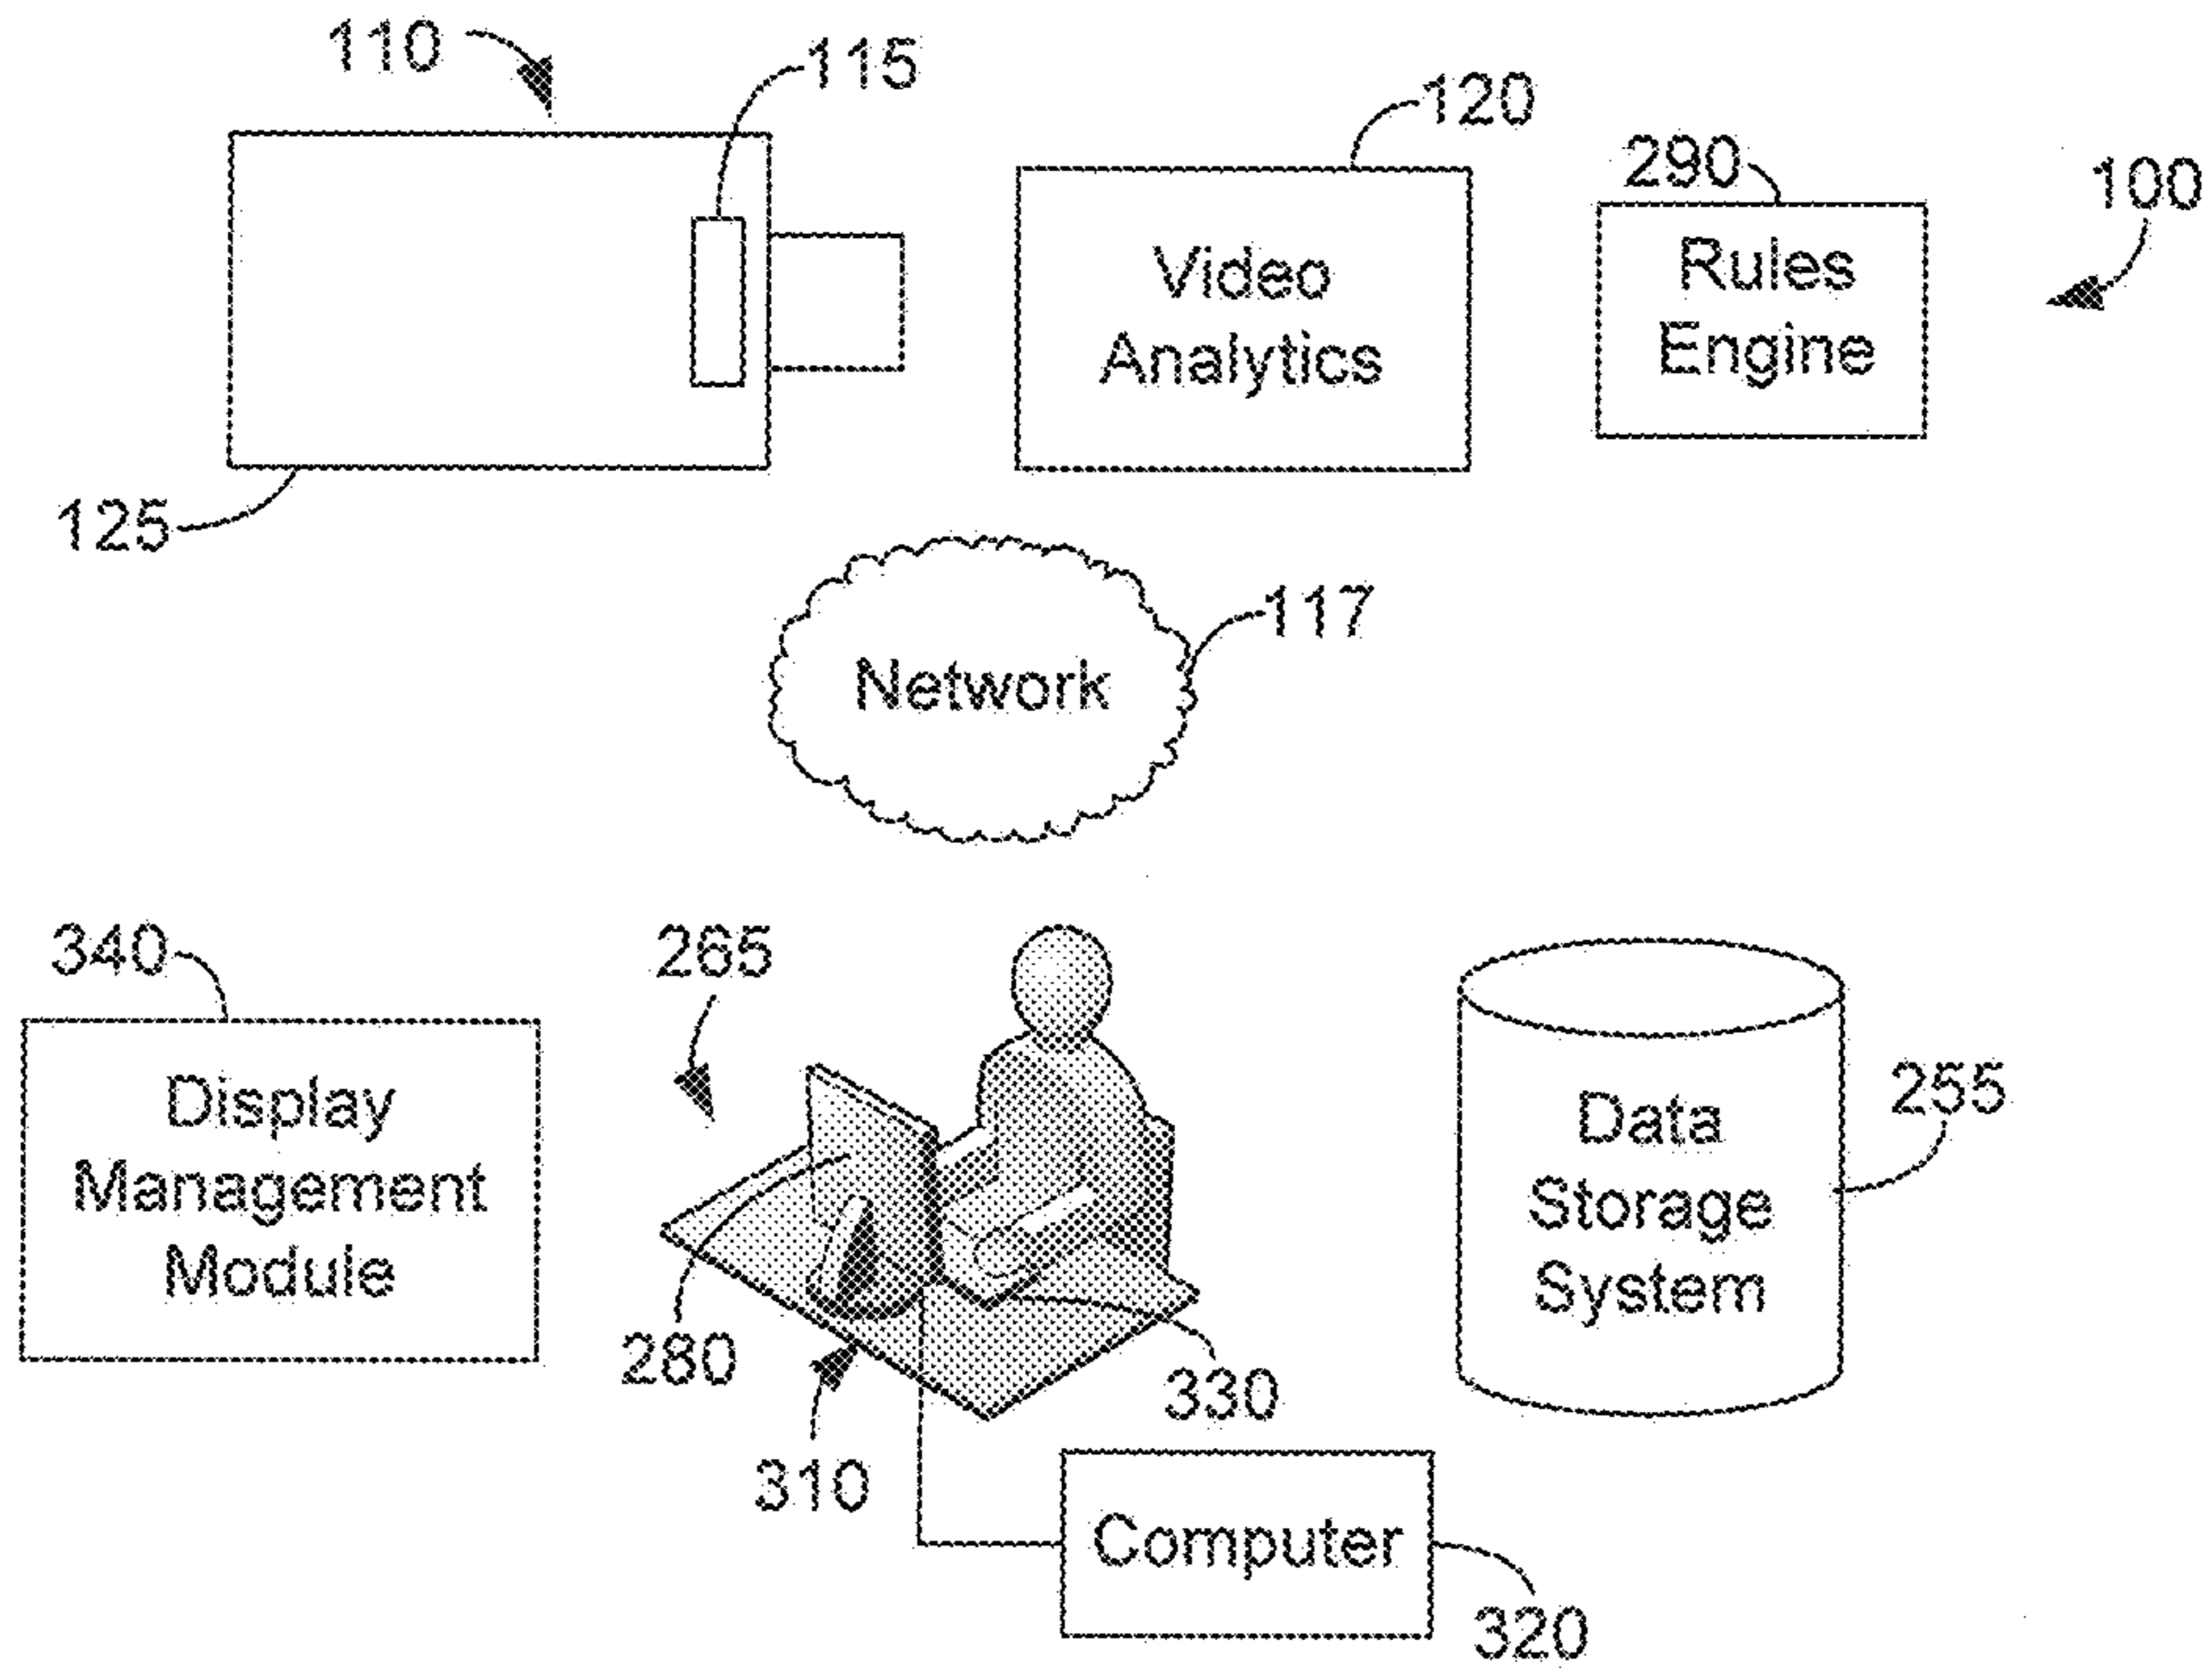 110
115
120
290
100
Video
Analytics
Rules
Engine
125
117
Network
340
265
Display
Management
Module
255
Data
Storage
System
280
330
310
Computer
320